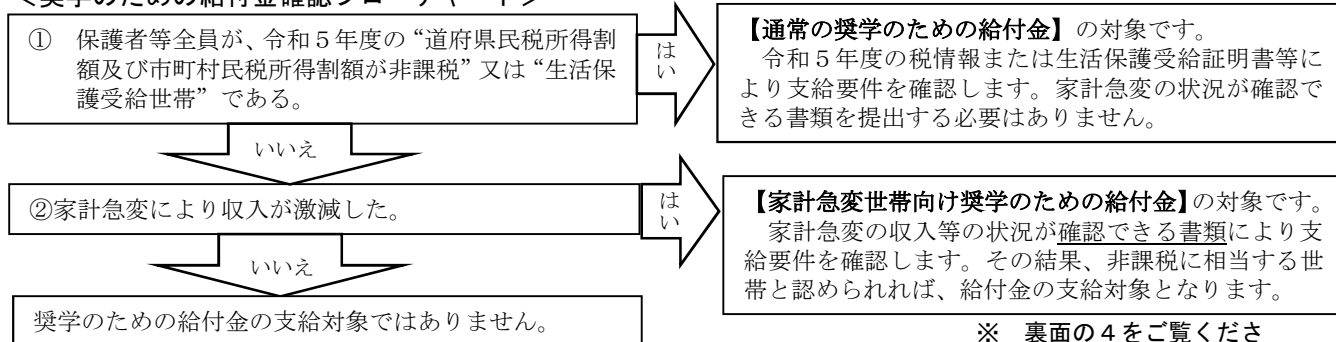 ＜奨学のための給付金確認フローチャート＞
① 保護者等全員が、令和５年度の“道府県民税所得割
額及び市町村民税所得割額が非課税”又は“生活保
護受給世帯”である。
はい
【通常の奨学のための給付金】の対象です。
令和５年度の税情報または生活保護受給証明書等に
より支給要件を確認します。家計急変の状況が確認で
きる書類を提出する必要はありません。
いいえ
②家計急変により収入が激減した。
はい
【家計急変世帯向け奨学のための給付金】の対象です。
家計急変の収入等の状況が確認できる書類により支
給要件を確認します。その結果、非課税に相当する世
帯と認められれば、給付金の支給対象となります。
いいえ
奨学のための給付金の支給対象ではありません。
※ 裏面の４をご覧くださ